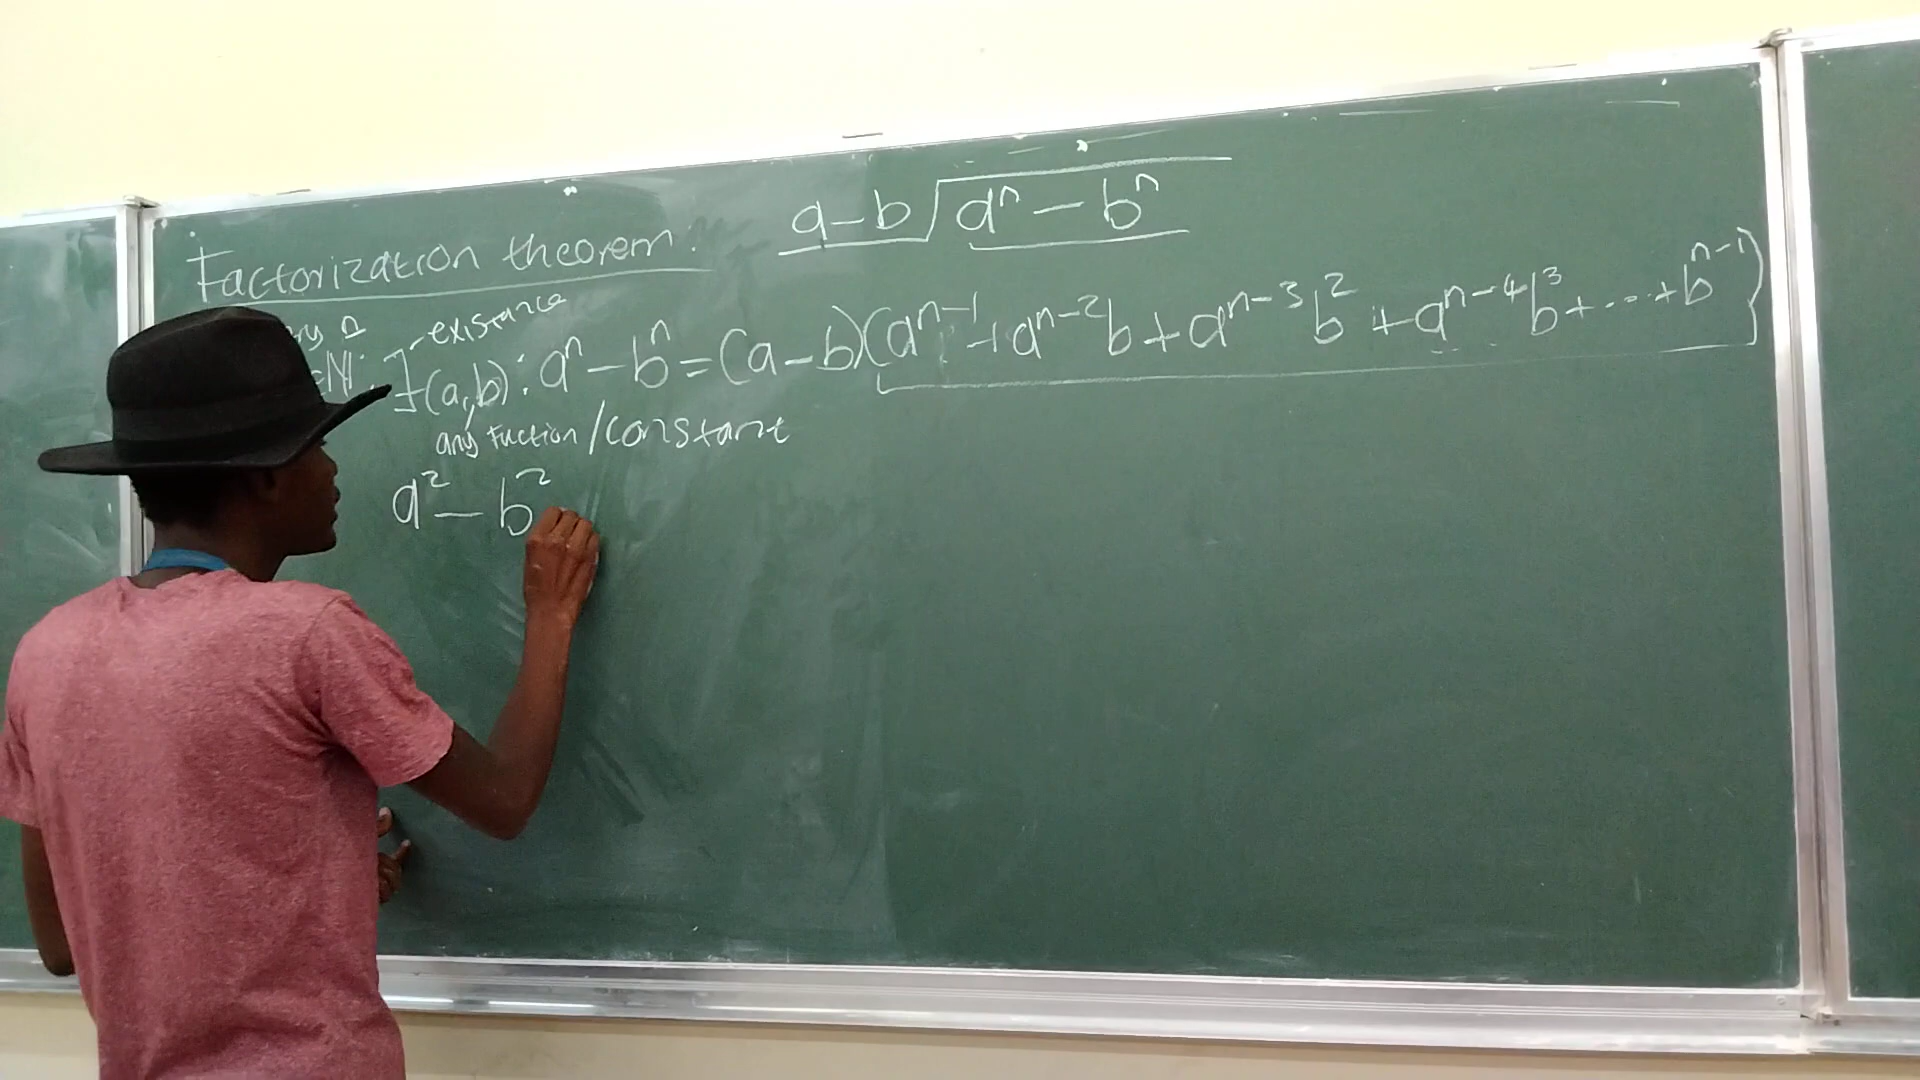 a-b√aⁿ - bⁿ
Factorization theorem:
existance
n
∈ℕ: ∃(a,b): aⁿ - bⁿ = (a-b)(aⁿ⁻¹ + aⁿ⁻²b + aⁿ⁻³b² + aⁿ⁻⁴b³ + ... + bⁿ⁻¹)
any fuction /constant
a² - b²